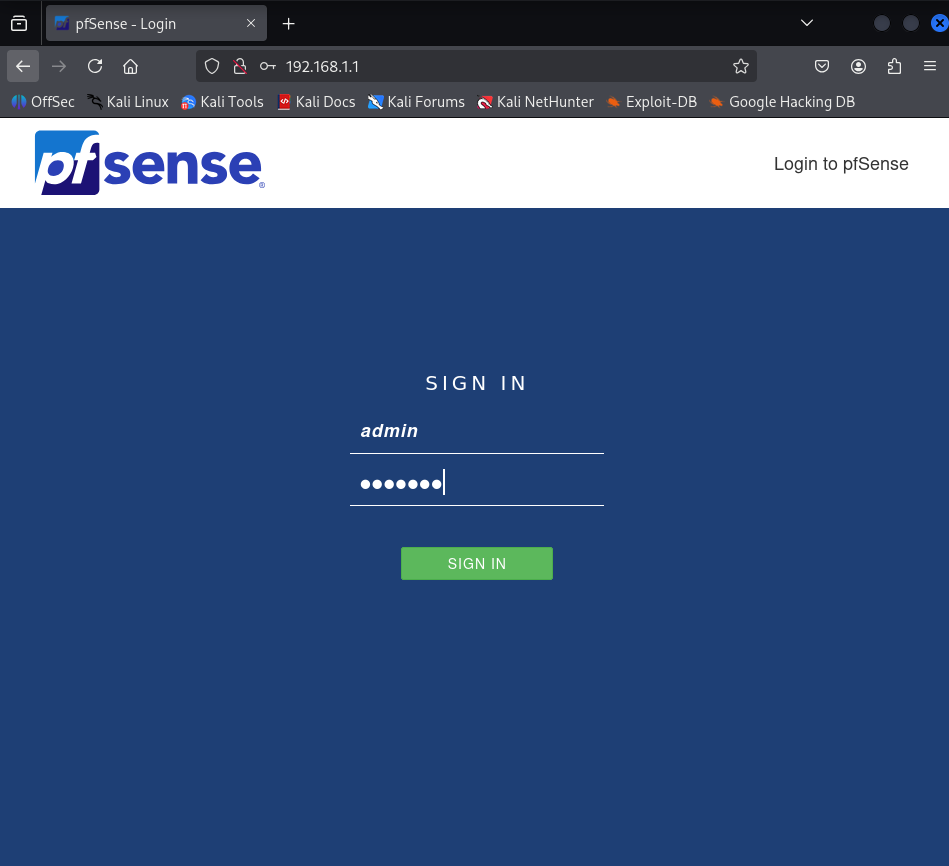 pfSense - Login
192.168.1.1
OffSec Kali Linux Kali Tools Kali Docs Kali Forums Kali NetHunter Exploit-DB Google Hacking DB
pfsense®
Login to pfSense
SIGN IN
admin
•••••••
SIGN IN